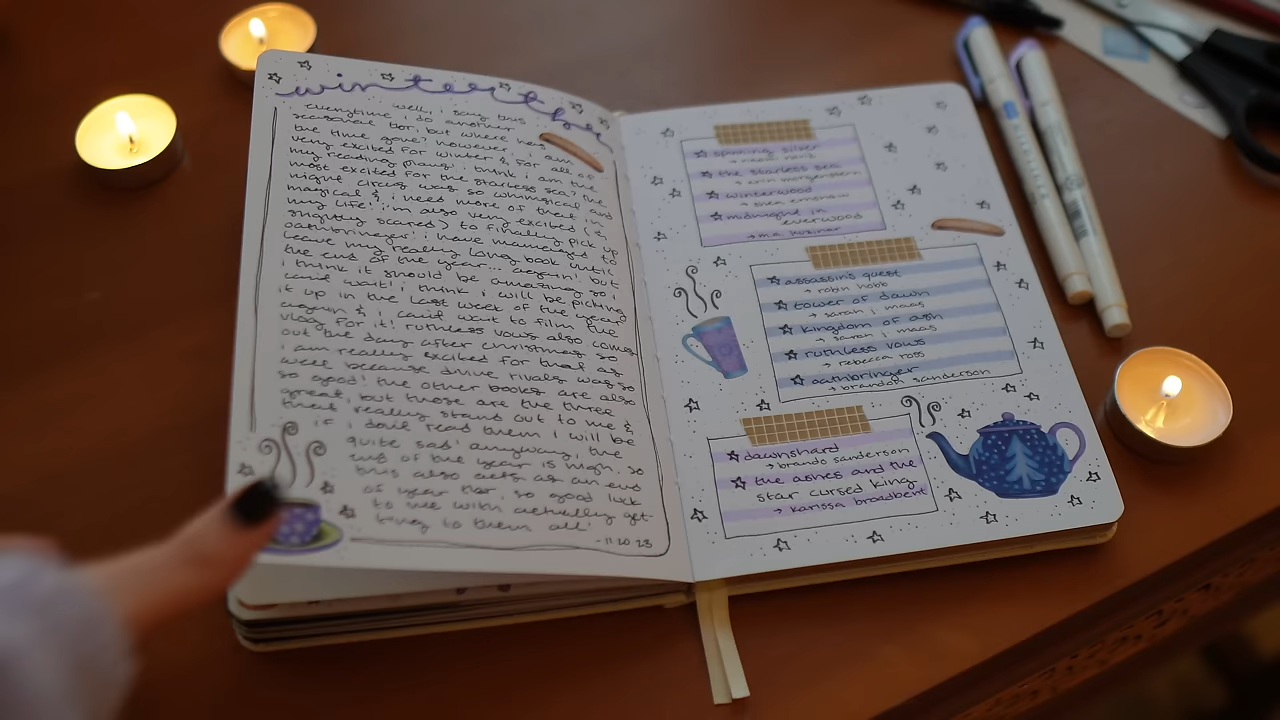 winter tbr
everytime, well, i say this
i do another
seasonal tbr, but where has
the time gone? however, i am
very excited for winter & for all of
my reading plans. i think i am the
most excited for the starless sea. the
night circus was so whimsical and
magical & i need more of that in
my life! i'm also very excited (&
slightly scared) to finally pick up
oathbringer! i have managed to
leave my really long book until
the end of the year... again! but
i think it should be amazing so i
cant wait! i think i will be picking
it up in the last week of the year
again & i cant wait to film the
vlog for it! ruthless vows also comes
out the day after christmas so
i am really excited for that as
well because divine rivals was so
so good! the other books are also
great, but those are the three
that really stand out to me &
if i dont read them i will be
quite sad! anyway, the
end of the year is nigh, so
this also acts as an end
of year tbr, so good luck
to me with actually get-
ting to them all!
- 11.20.23
spinning silver
→ naomi novik
the starless sea
→ erin morgenstern
winterwood
→ shea ernshaw
midnight in
everwood
→ m.a. kuzniar
assassin's quest
→ robin hobb
tower of dawn
→ sarah j maas
kingdom of ash
→ sarah j maas
ruthless vows
→ rebecca ross
oathbringer
→ brandon sanderson
dawnshard
→ brando sanderson
the ashes and the
star cursed king
→ karissa broadbent